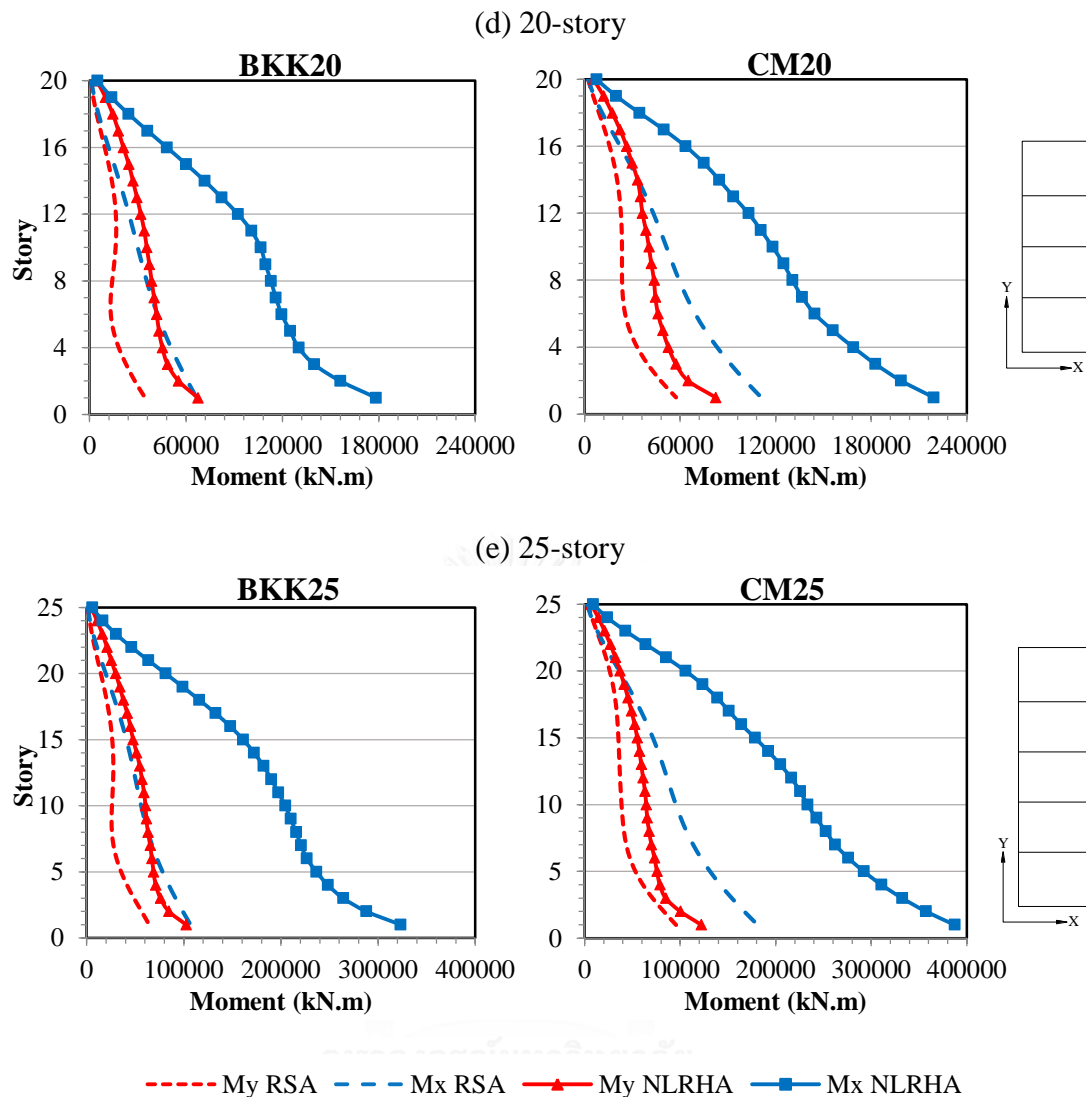 (d) 20-story
BKK20
CM20
20
16
12
8
4
0
Story
0 60000 120000 180000 240000
Moment (kN.m)
20
16
12
8
4
0
0 60000 120000 180000 240000
Moment (kN.m)
Y
X
(e) 25-story
BKK25
CM25
25
20
15
10
5
0
Story
0 100000 200000 300000 400000
Moment (kN.m)
25
20
15
10
5
0
0 100000 200000 300000 400000
Moment (kN.m)
Y
X
My RSA Mx RSA My NLRHA Mx NLRHA